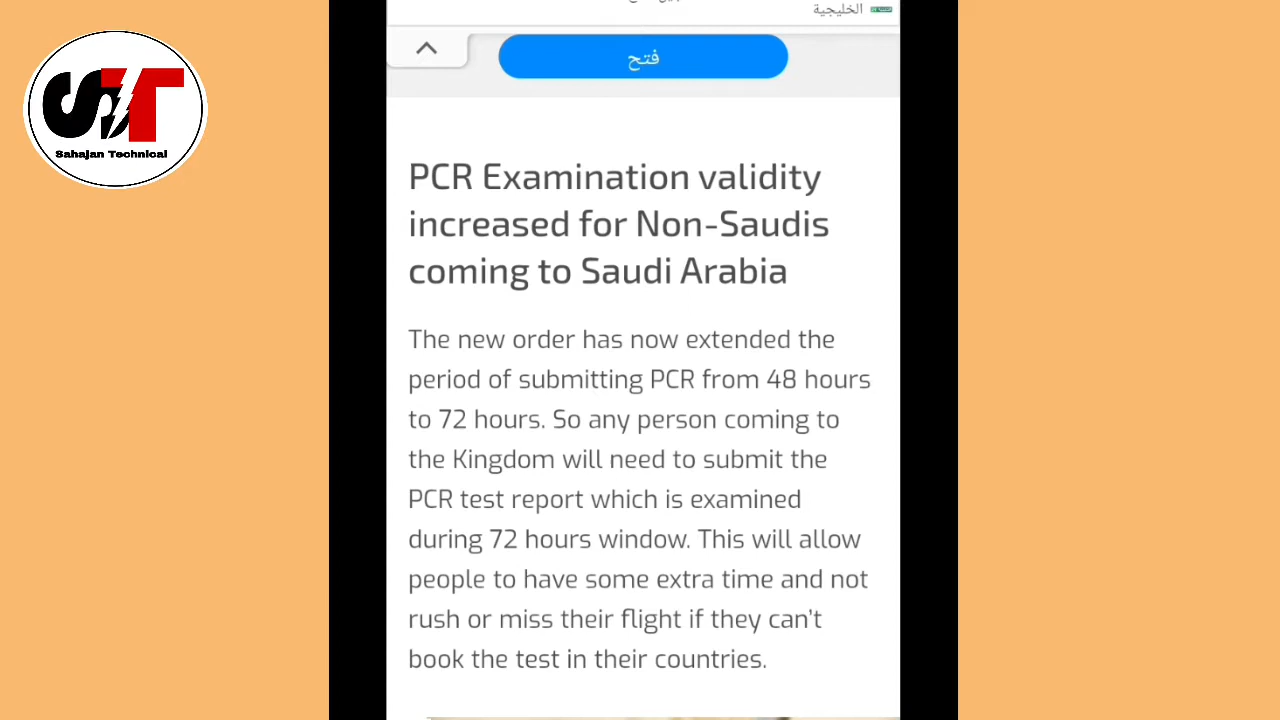 الخليجية
فتح
ST
Sahajan Technical
PCR Examination validity
increased for Non-Saudis
coming to Saudi Arabia
The new order has now extended the
period of submitting PCR from 48 hours
to 72 hours. So any person coming to
the Kingdom will need to submit the
PCR test report which is examined
during 72 hours window. This will allow
people to have some extra time and not
rush or miss their flight if they can't
book the test in their countries.